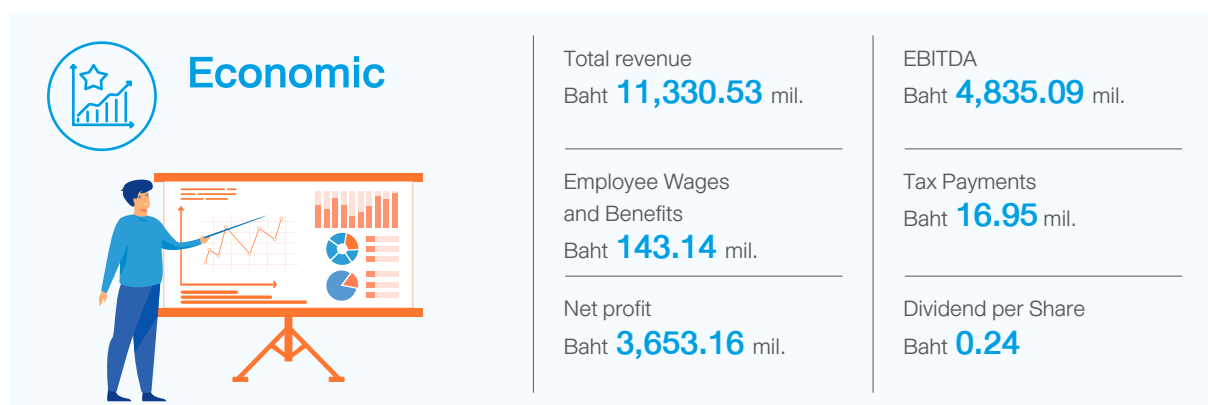 Economic
Total revenue
Baht 11,330.53 mil.
Employee Wages
and Benefits
Baht 143.14 mil.
Net profit
Baht 3,653.16 mil.
EBITDA
Baht 4,835.09 mil.
Tax Payments
Baht 16.95 mil.
Dividend per Share
Baht 0.24